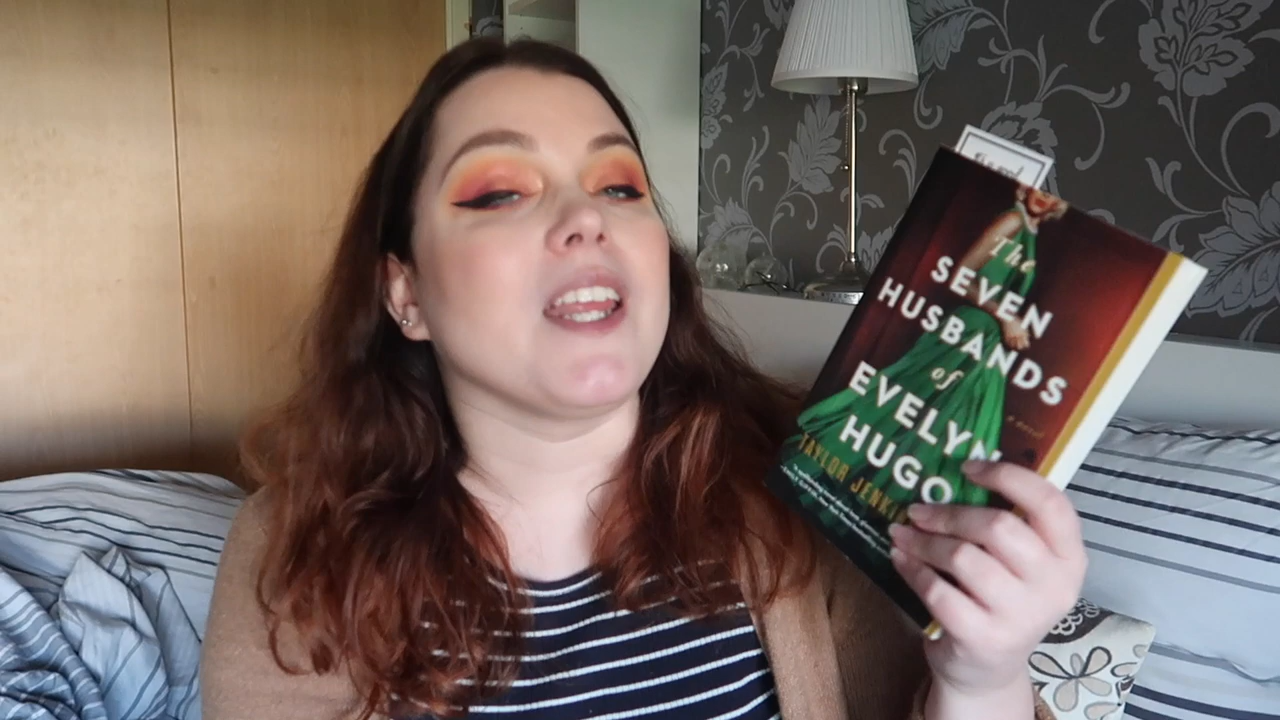 The
SEVEN
HUSBANDS
of
EVELYN
HUGO
a novel
TAYLOR JENKI